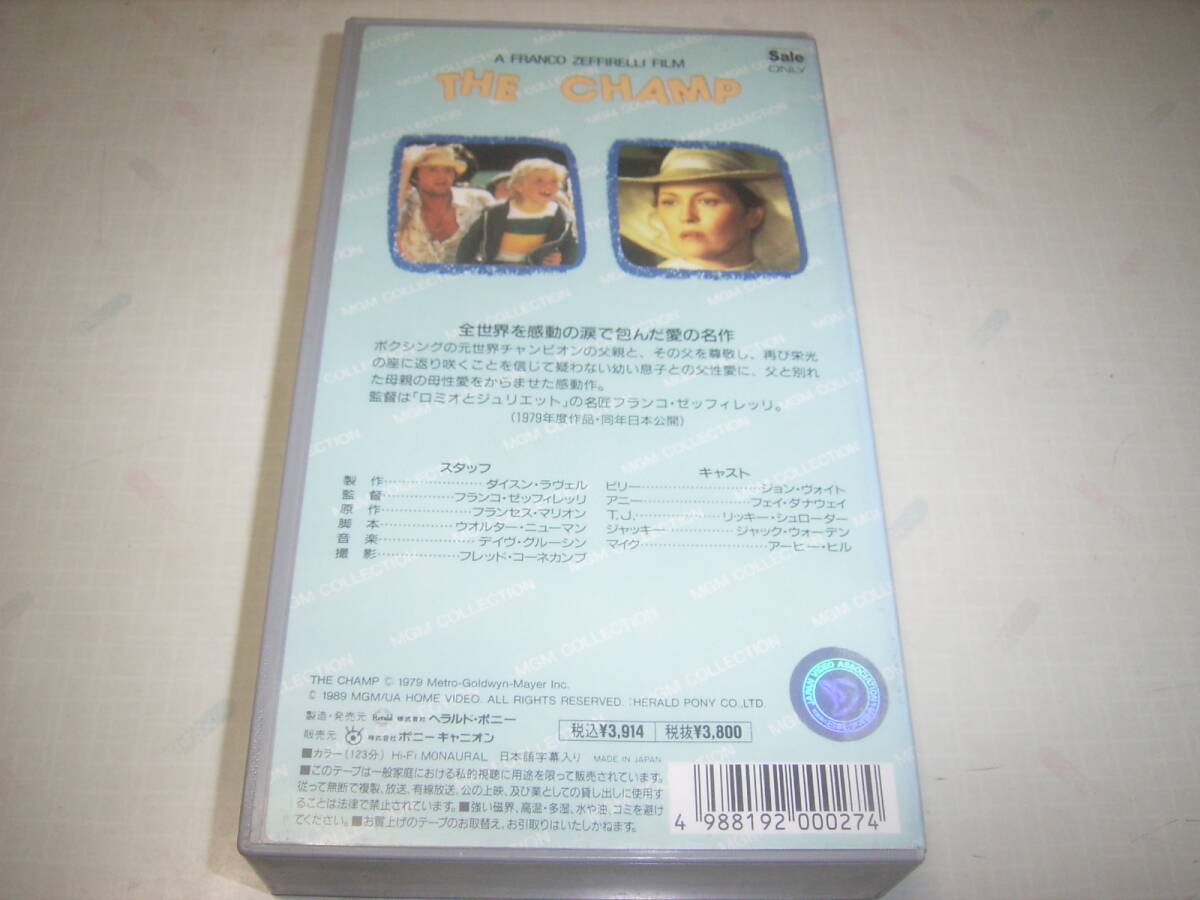 A FRANCO ZEFFIRELLI FILM
THE CHAMP
Sale
ONLY
全世界を感動の涙で包んだ愛の名作
ボクシングの元世界チャンピオンの父親と、その父を尊敬し、再び栄光
の座に返り咲くことを信じて疑わない幼い息子との父性愛に、父と別れ
た母親の母性愛をからませた感動作。
監督は「ロミオとジュリエット」の名匠フランコ・ゼッフィレッリ。
(1979年度作品・同年日本公開)
スタッフ
製 作……………ダイスン・ラヴェル
監 督……………フランコ・ゼッフィレッリ
原 作……………フランセス・マリオン
脚 本……………ウオルター・ニューマン
音 楽……………デイヴ・グルーシン
撮 影……………フレッド・コーネカンプ
キャスト
ビリー……………ジョン・ヴォイト
アニー……………フェイ・ダナウェイ
T.J.……………リッキー・シュローダー
ジャッキー……………ジャック・ウォーデン
マイク……………アーヒー・ヒル
MGM COLLECTION
THE CHAMP © 1979 Metro-Goldwyn-Mayer Inc.
© 1989 MGM/UA HOME VIDEO. ALL RIGHTS RESERVED. :HERALD PONY CO.,LTD.
製造・発売元 Herald 株式会社 ヘラルド・ポニー
販売元 株式会社 ポニーキャニオン
税込¥3,914 税抜¥3,800
■カラー(123分) Hi-Fi MONAURAL 日本語字幕入り MADE IN JAPAN
■このテープは一般家庭における私的視聴に用途を限って販売されています。
従って無断で複製、放送、有線放送、公の上映、及び業としての貸し出しに使用す
ることは法律で禁止されています。■強い磁界、高温・多湿、水や油、ゴミを避け
てください。■お買上げのテープのお取替え、お引取りはいたしかねます。
JAPAN VIDEO ASSOCIATION
4 988192 000274